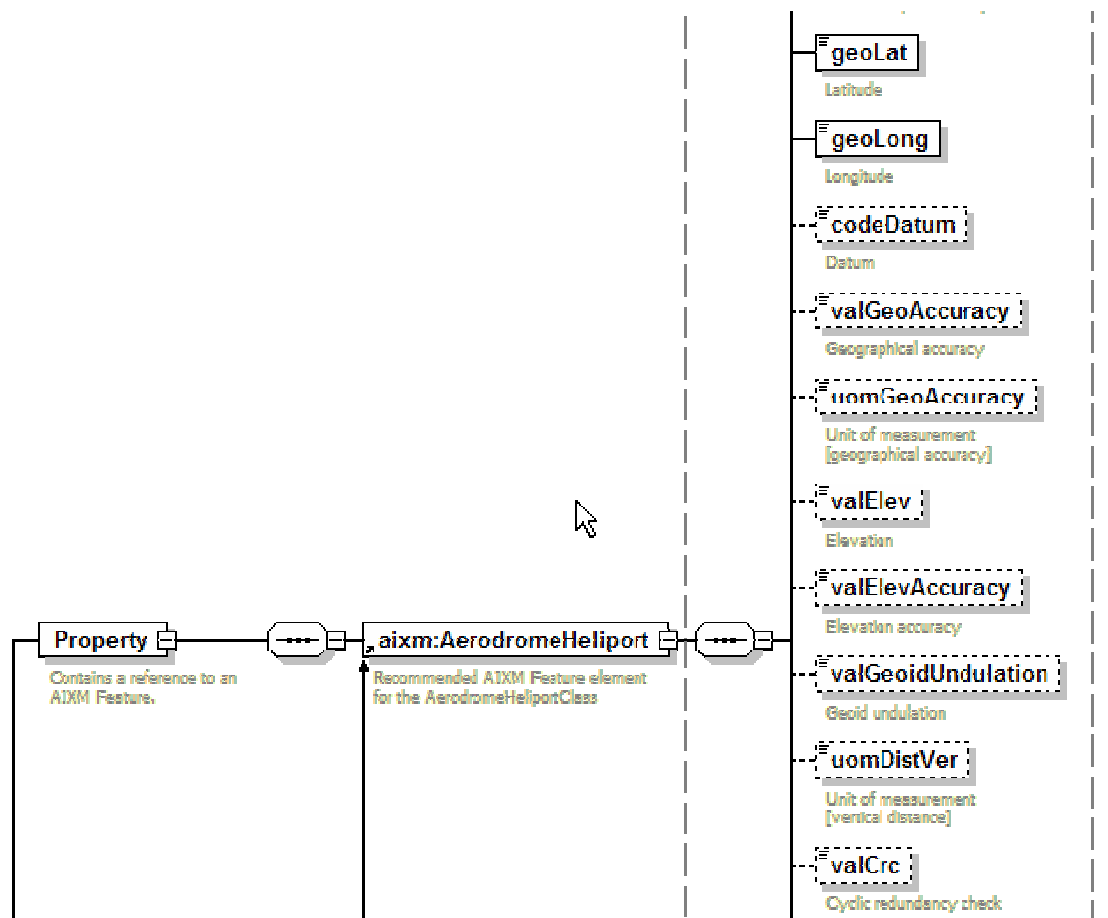 geoLat
Latitude
geoLong
Longitude
codeDatum
Datum
valGeoAccuracy
Geographical accuracy
uomGeoAccuracy
Unit of measurement
[geographical accuracy]
valElev
Elevation
valElevAccuracy
Elevation accuracy
Property
Contains a reference to an
AIXM Feature.
aixm:AerodromeHeliport
Recommended AIXM Feature element
for the AerodromeHeliportClass
valGeoidUndulation
Geoid undulation
uomDistVer
Unit of measurement
[vertical distance]
valCrc
Cyclic redundancy check